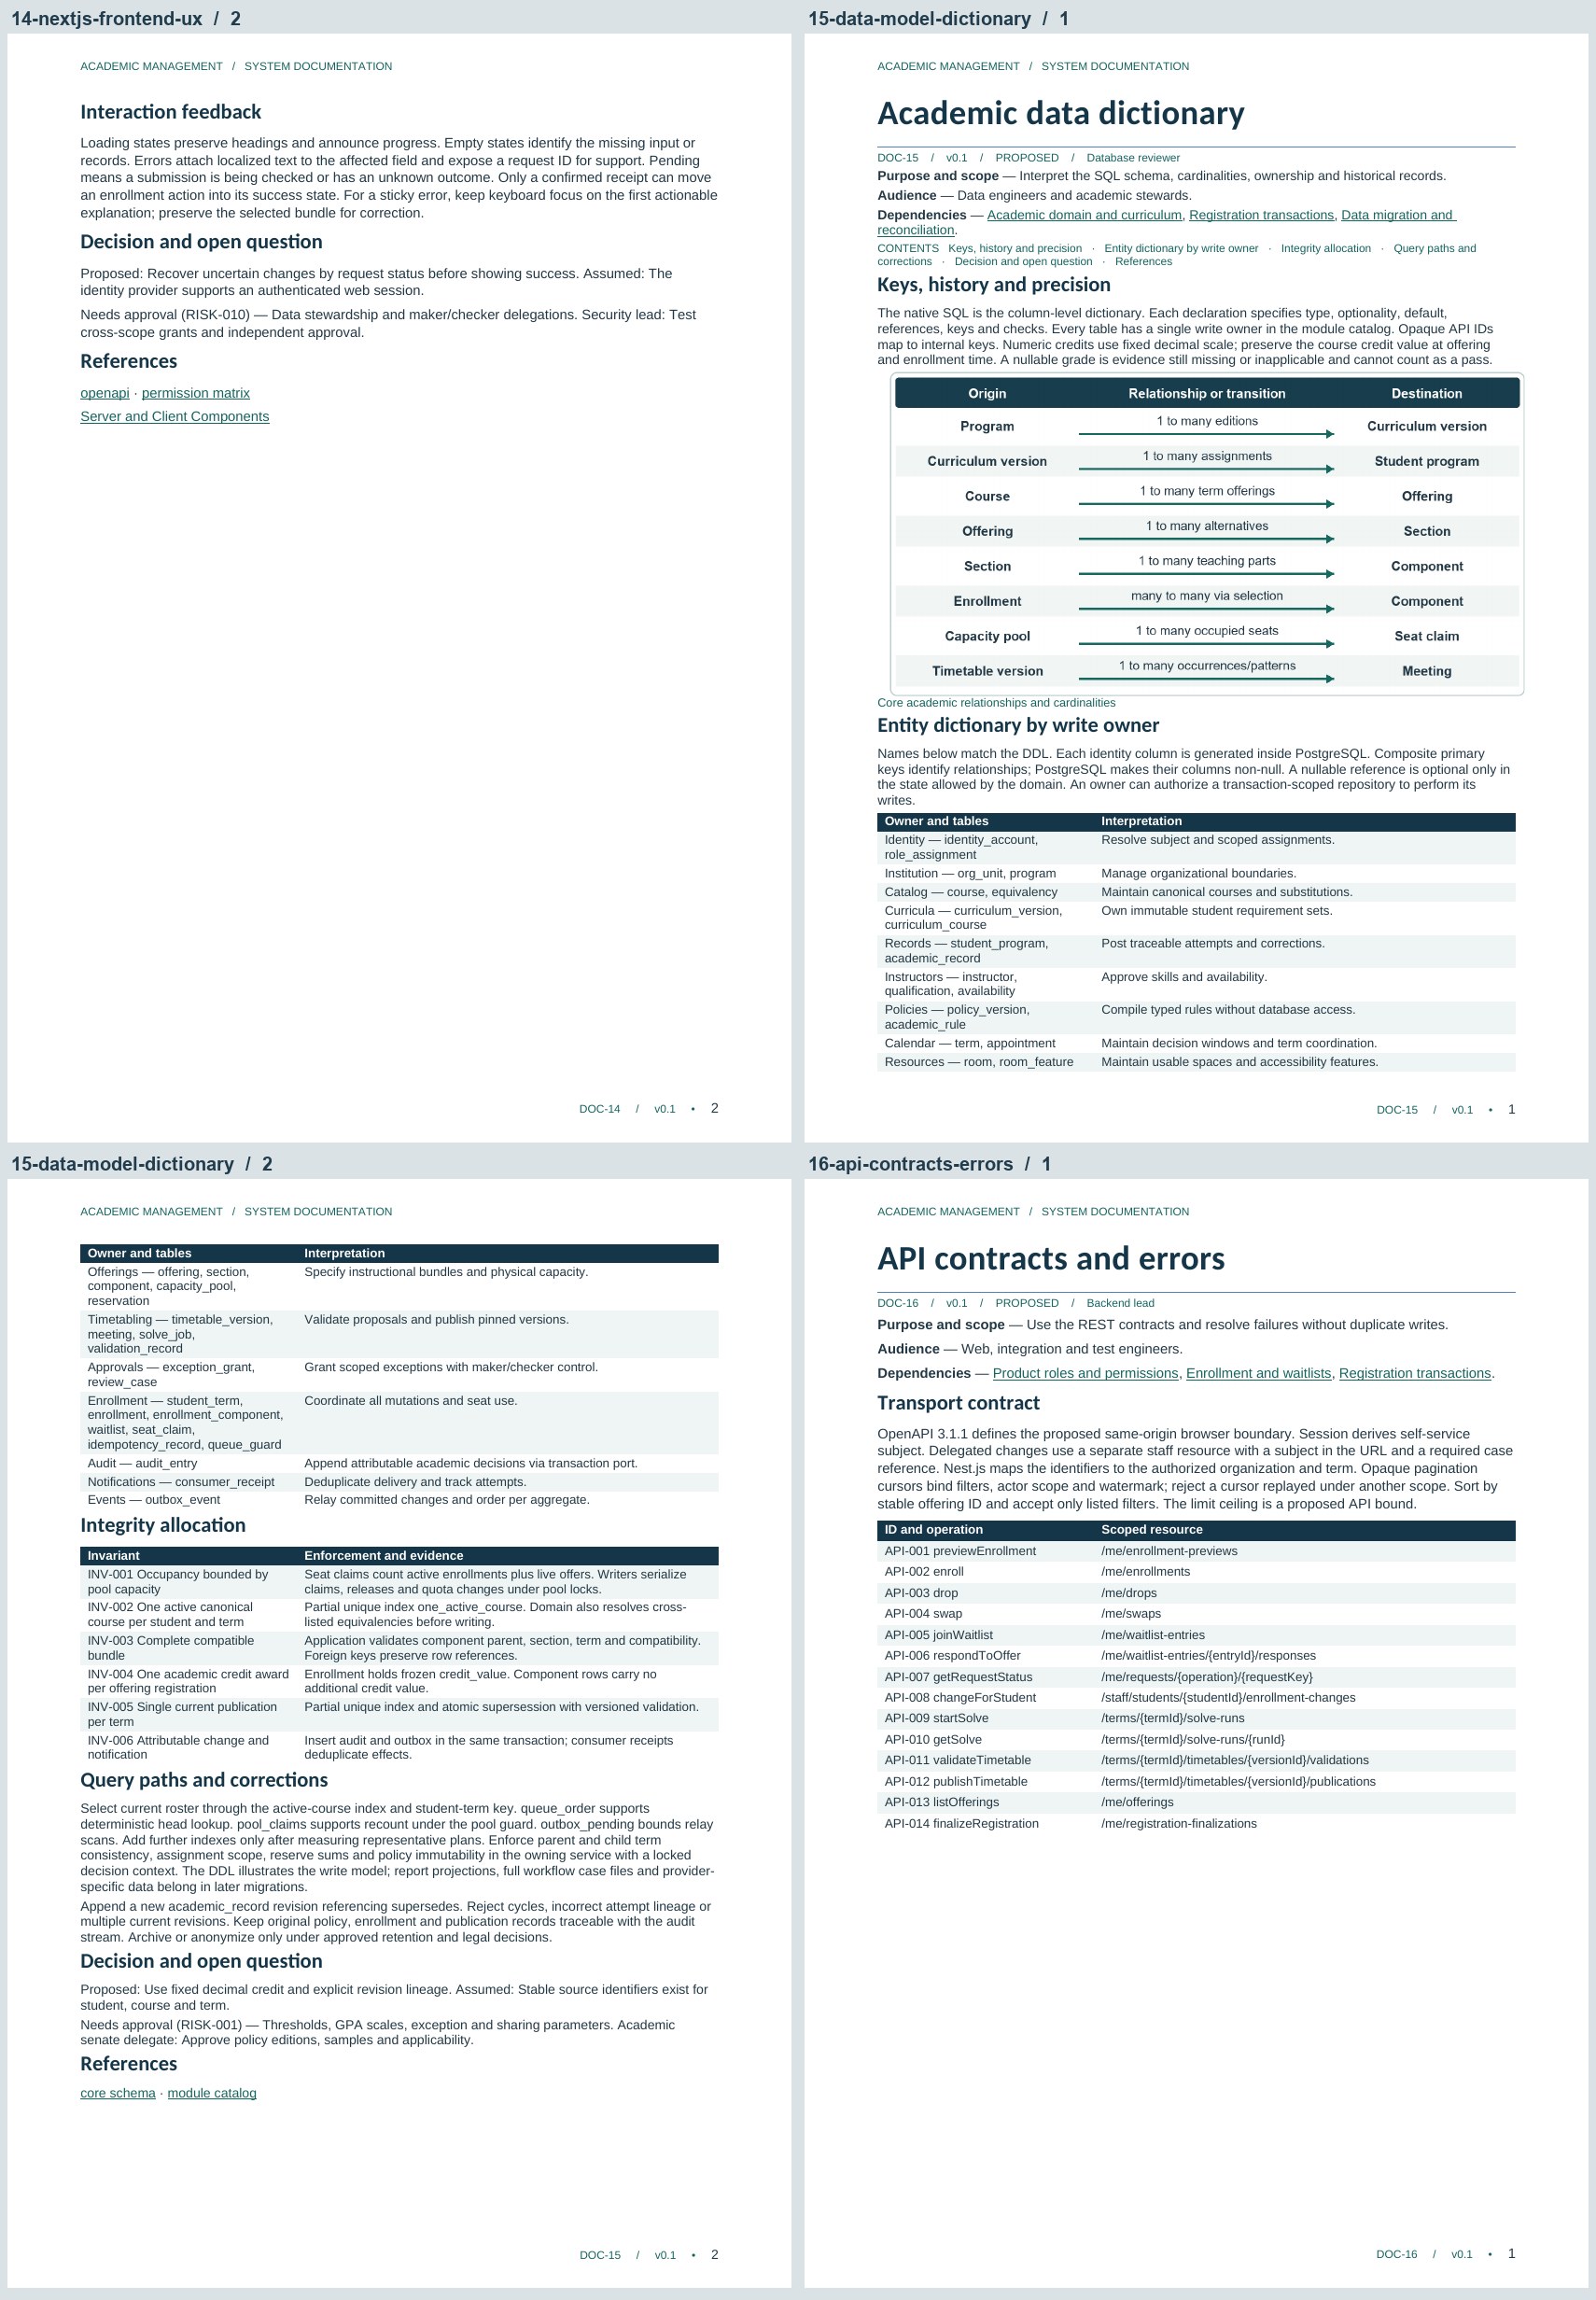 14-nextjs-frontend-ux / 2
ACADEMIC MANAGEMENT / SYSTEM DOCUMENTATION
Interaction feedback
Loading states preserve headings and announce progress. Empty states identify the missing input or
records. Errors attach localized text to the affected field and expose a request ID for support. Pending
means a submission is being checked or has an unknown outcome. Only a confirmed receipt can move
an enrollment action into its success state. For a sticky error, keep keyboard focus on the first actionable
explanation; preserve the selected bundle for correction.
Decision and open question
Proposed: Recover uncertain changes by request status before showing success. Assumed: The
identity provider supports an authenticated web session.
Needs approval (RISK-010) — Data stewardship and maker/checker delegations. Security lead: Test
cross-scope grants and independent approval.
References
openapi · permission matrix
Server and Client Components
DOC-14 / v0.1 • 2
15-data-model-dictionary / 1
ACADEMIC MANAGEMENT / SYSTEM DOCUMENTATION
Academic data dictionary
DOC-15 / v0.1 / PROPOSED / Database reviewer
Purpose and scope — Interpret the SQL schema, cardinalities, ownership and historical records.
Audience — Data engineers and academic stewards.
Dependencies — Academic domain and curriculum, Registration transactions, Data migration and
reconciliation.
CONTENTS Keys, history and precision · Entity dictionary by write owner · Integrity allocation · Query paths and
corrections · Decision and open question · References
Keys, history and precision
The native SQL is the column-level dictionary. Each declaration specifies type, optionality, default,
references, keys and checks. Every table has a single write owner in the module catalog. Opaque API IDs
map to internal keys. Numeric credits use fixed decimal scale; preserve the course credit value at offering
and enrollment time. A nullable grade is evidence still missing or inapplicable and cannot count as a pass.
Origin Relationship or transition Destination
Program 1 to many editions Curriculum version
Curriculum version 1 to many assignments Student program
Course 1 to many term offerings Offering
Offering 1 to many alternatives Section
Section 1 to many teaching parts Component
Enrollment many to many via selection Component
Capacity pool 1 to many occupied seats Seat claim
Timetable version 1 to many occurrences/patterns Meeting
Core academic relationships and cardinalities
Entity dictionary by write owner
Names below match the DDL. Each identity column is generated inside PostgreSQL. Composite primary
keys identify relationships; PostgreSQL makes their columns non-null. A nullable reference is optional only in
the state allowed by the domain. An owner can authorize a transaction-scoped repository to perform its
writes.
Owner and tables Interpretation
Identity — identity_account, Resolve subject and scoped assignments.
role_assignment
Institution — org_unit, program Manage organizational boundaries.
Catalog — course, equivalency Maintain canonical courses and substitutions.
Curricula — curriculum_version, Own immutable student requirement sets.
curriculum_course
Records — student_program, Post traceable attempts and corrections.
academic_record
Instructors — instructor, Approve skills and availability.
qualification, availability
Policies — policy_version, Compile typed rules without database access.
academic_rule
Calendar — term, appointment Maintain decision windows and term coordination.
Resources — room, room_feature Maintain usable spaces and accessibility features.
DOC-15 / v0.1 • 1
15-data-model-dictionary / 2
ACADEMIC MANAGEMENT / SYSTEM DOCUMENTATION
Owner and tables Interpretation
Offerings — offering, section, Specify instructional bundles and physical capacity.
component, capacity_pool,
reservation
Timetabling — timetable_version, Validate proposals and publish pinned versions.
meeting, solve_job,
validation_record
Approvals — exception_grant, Grant scoped exceptions with maker/checker control.
review_case
Enrollment — student_term, Coordinate all mutations and seat use.
enrollment, enrollment_component,
waitlist, seat_claim,
idempotency_record, queue_guard
Audit — audit_entry Append attributable academic decisions via transaction port.
Notifications — consumer_receipt Deduplicate delivery and track attempts.
Events — outbox_event Relay committed changes and order per aggregate.
Integrity allocation
Invariant Enforcement and evidence
INV-001 Occupancy bounded by Seat claims count active enrollments plus live offers. Writers serialize
pool capacity claims, releases and quota changes under pool locks.
INV-002 One active canonical Partial unique index one_active_course. Domain also resolves cross-
course per student and term listed equivalencies before writing.
INV-003 Complete compatible Application validates component parent, section, term and compatibility.
bundle Foreign keys preserve row references.
INV-004 One academic credit award Enrollment holds frozen credit_value. Component rows carry no
per offering registration additional credit value.
INV-005 Single current publication Partial unique index and atomic supersession with versioned validation.
per term
INV-006 Attributable change and Insert audit and outbox in the same transaction; consumer receipts
notification deduplicate effects.
Query paths and corrections
Select current roster through the active-course index and student-term key. queue_order supports
deterministic head lookup. pool_claims supports recount under the pool guard. outbox_pending bounds relay
scans. Add further indexes only after measuring representative plans. Enforce parent and child term
consistency, assignment scope, reserve sums and policy immutability in the owning service with a locked
decision context. The DDL illustrates the write model; report projections, full workflow case files and provider-
specific data belong in later migrations.
Append a new academic_record revision referencing supersedes. Reject cycles, incorrect attempt lineage or
multiple current revisions. Keep original policy, enrollment and publication records traceable with the audit
stream. Archive or anonymize only under approved retention and legal decisions.
Decision and open question
Proposed: Use fixed decimal credit and explicit revision lineage. Assumed: Stable source identifiers exist for
student, course and term.
Needs approval (RISK-001) — Thresholds, GPA scales, exception and sharing parameters. Academic
senate delegate: Approve policy editions, samples and applicability.
References
core schema · module catalog
DOC-15 / v0.1 • 2
16-api-contracts-errors / 1
ACADEMIC MANAGEMENT / SYSTEM DOCUMENTATION
API contracts and errors
DOC-16 / v0.1 / PROPOSED / Backend lead
Purpose and scope — Use the REST contracts and resolve failures without duplicate writes.
Audience — Web, integration and test engineers.
Dependencies — Product roles and permissions, Enrollment and waitlists, Registration transactions.
Transport contract
OpenAPI 3.1.1 defines the proposed same-origin browser boundary. Session derives self-service
subject. Delegated changes use a separate staff resource with a subject in the URL and a required case
reference. Nest.js maps the identifiers to the authorized organization and term. Opaque pagination
cursors bind filters, actor scope and watermark; reject a cursor replayed under another scope. Sort by
stable offering ID and accept only listed filters. The limit ceiling is a proposed API bound.
ID and operation Scoped resource
API-001 previewEnrollment /me/enrollment-previews
API-002 enroll /me/enrollments
API-003 drop /me/drops
API-004 swap /me/swaps
API-005 joinWaitlist /me/waitlist-entries
API-006 respondToOffer /me/waitlist-entries/{entryId}/responses
API-007 getRequestStatus /me/requests/{operation}/{requestKey}
API-008 changeForStudent /staff/students/{studentId}/enrollment-changes
API-009 startSolve /terms/{termId}/solve-runs
API-010 getSolve /terms/{termId}/solve-runs/{runId}
API-011 validateTimetable /terms/{termId}/timetables/{versionId}/validations
API-012 publishTimetable /terms/{termId}/timetables/{versionId}/publications
API-013 listOfferings /me/offerings
API-014 finalizeRegistration /me/registration-finalizations
DOC-16 / v0.1 • 1